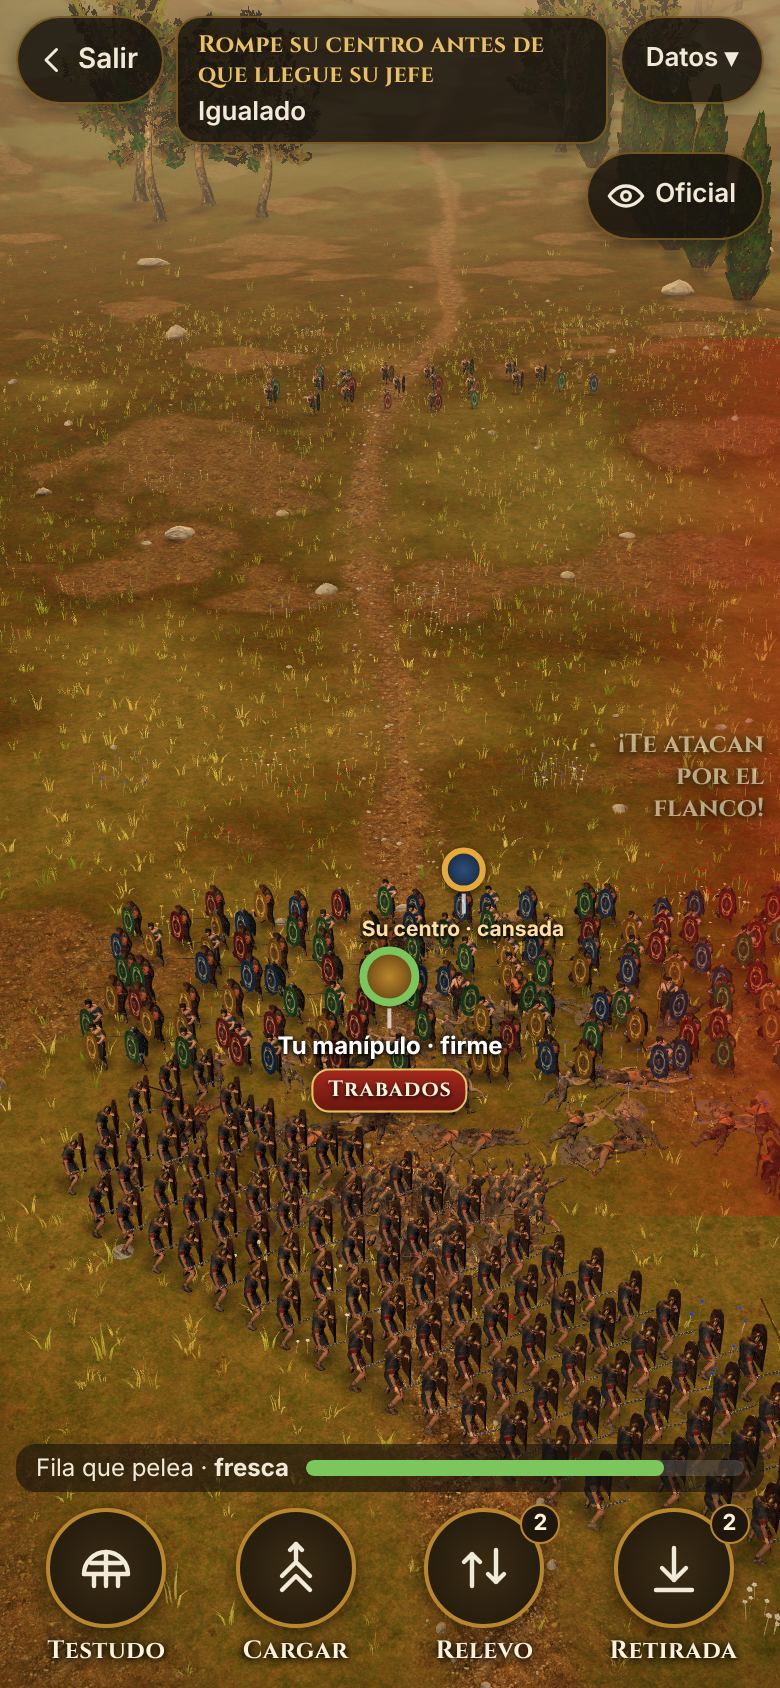 Salir
Rompe su centro antes de
que llegue su jefe
Igualado
Datos ▾
Oficial
¡Te atacan
por el
flanco!
Su centro · cansada
Tu manípulo · firme
Trabados
Fila que pelea · fresca
2
2
Testudo
Cargar
Relevo
Retirada